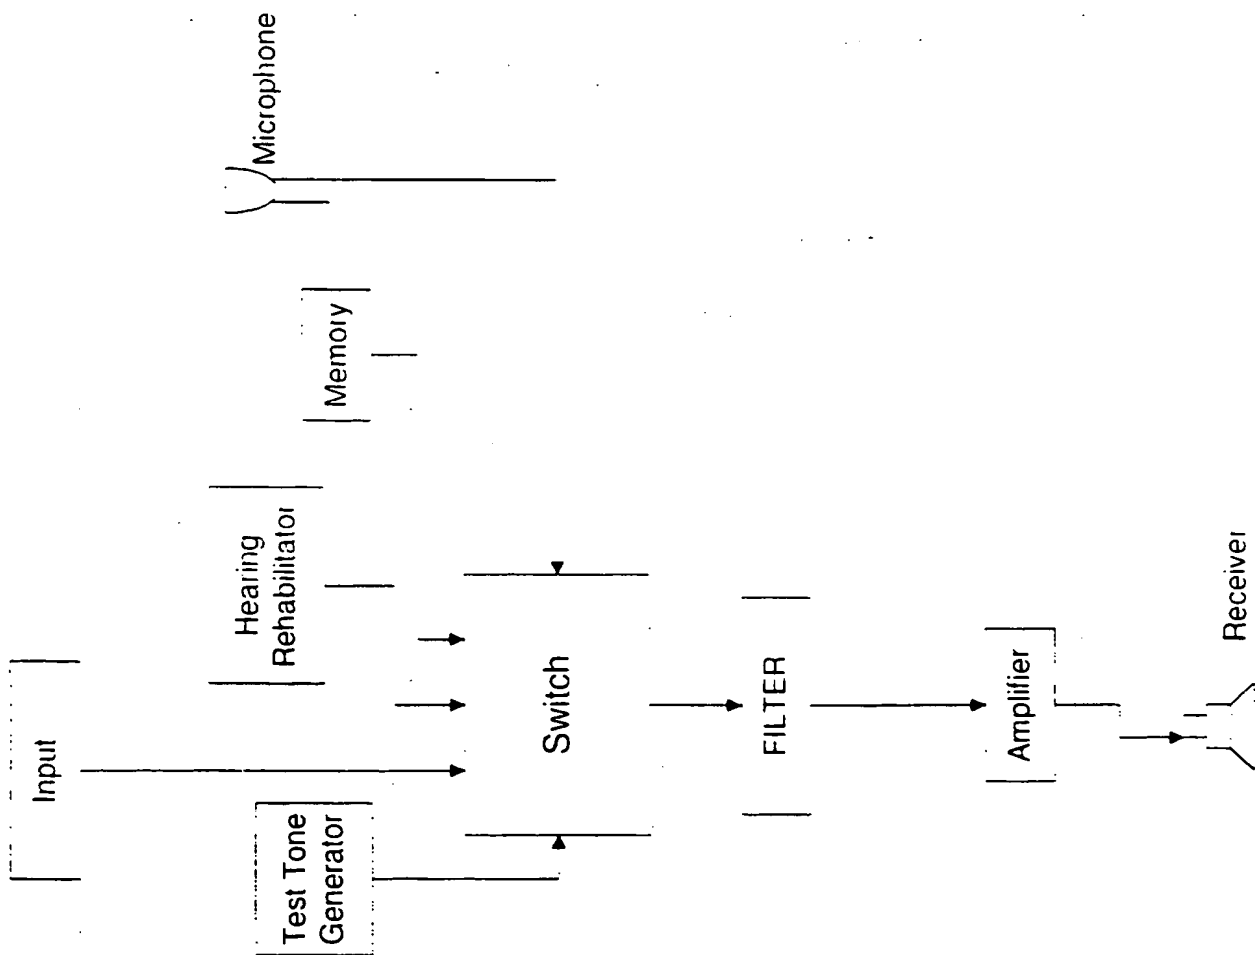 Input
Test Tone
Generator
Hearing
Rehabilitator
Memory
Microphone
Switch
FILTER
Amplifier
Receiver